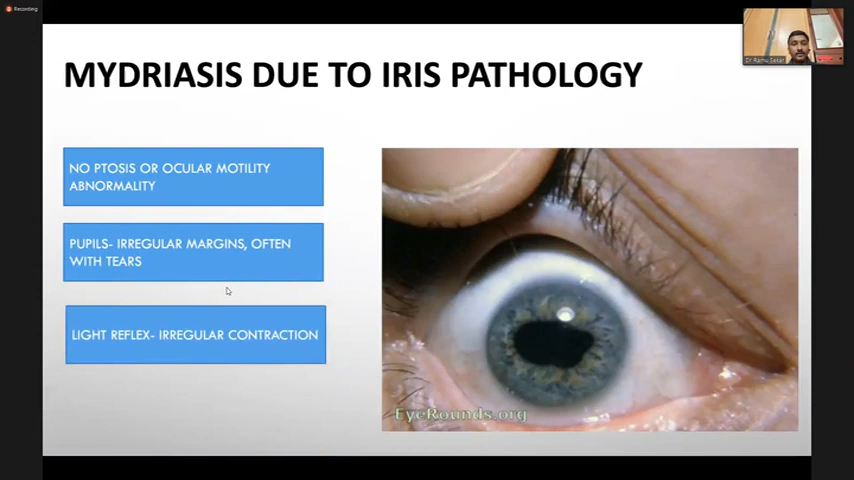 Recording
Dr Ramu Sekar
MYDRIASIS DUE TO IRIS PATHOLOGY
NO PTOSIS OR OCULAR MOTILITY
ABNORMALITY
PUPILS- IRREGULAR MARGINS, OFTEN
WITH TEARS
LIGHT REFLEX- IRREGULAR CONTRACTION
EyeRounds.org